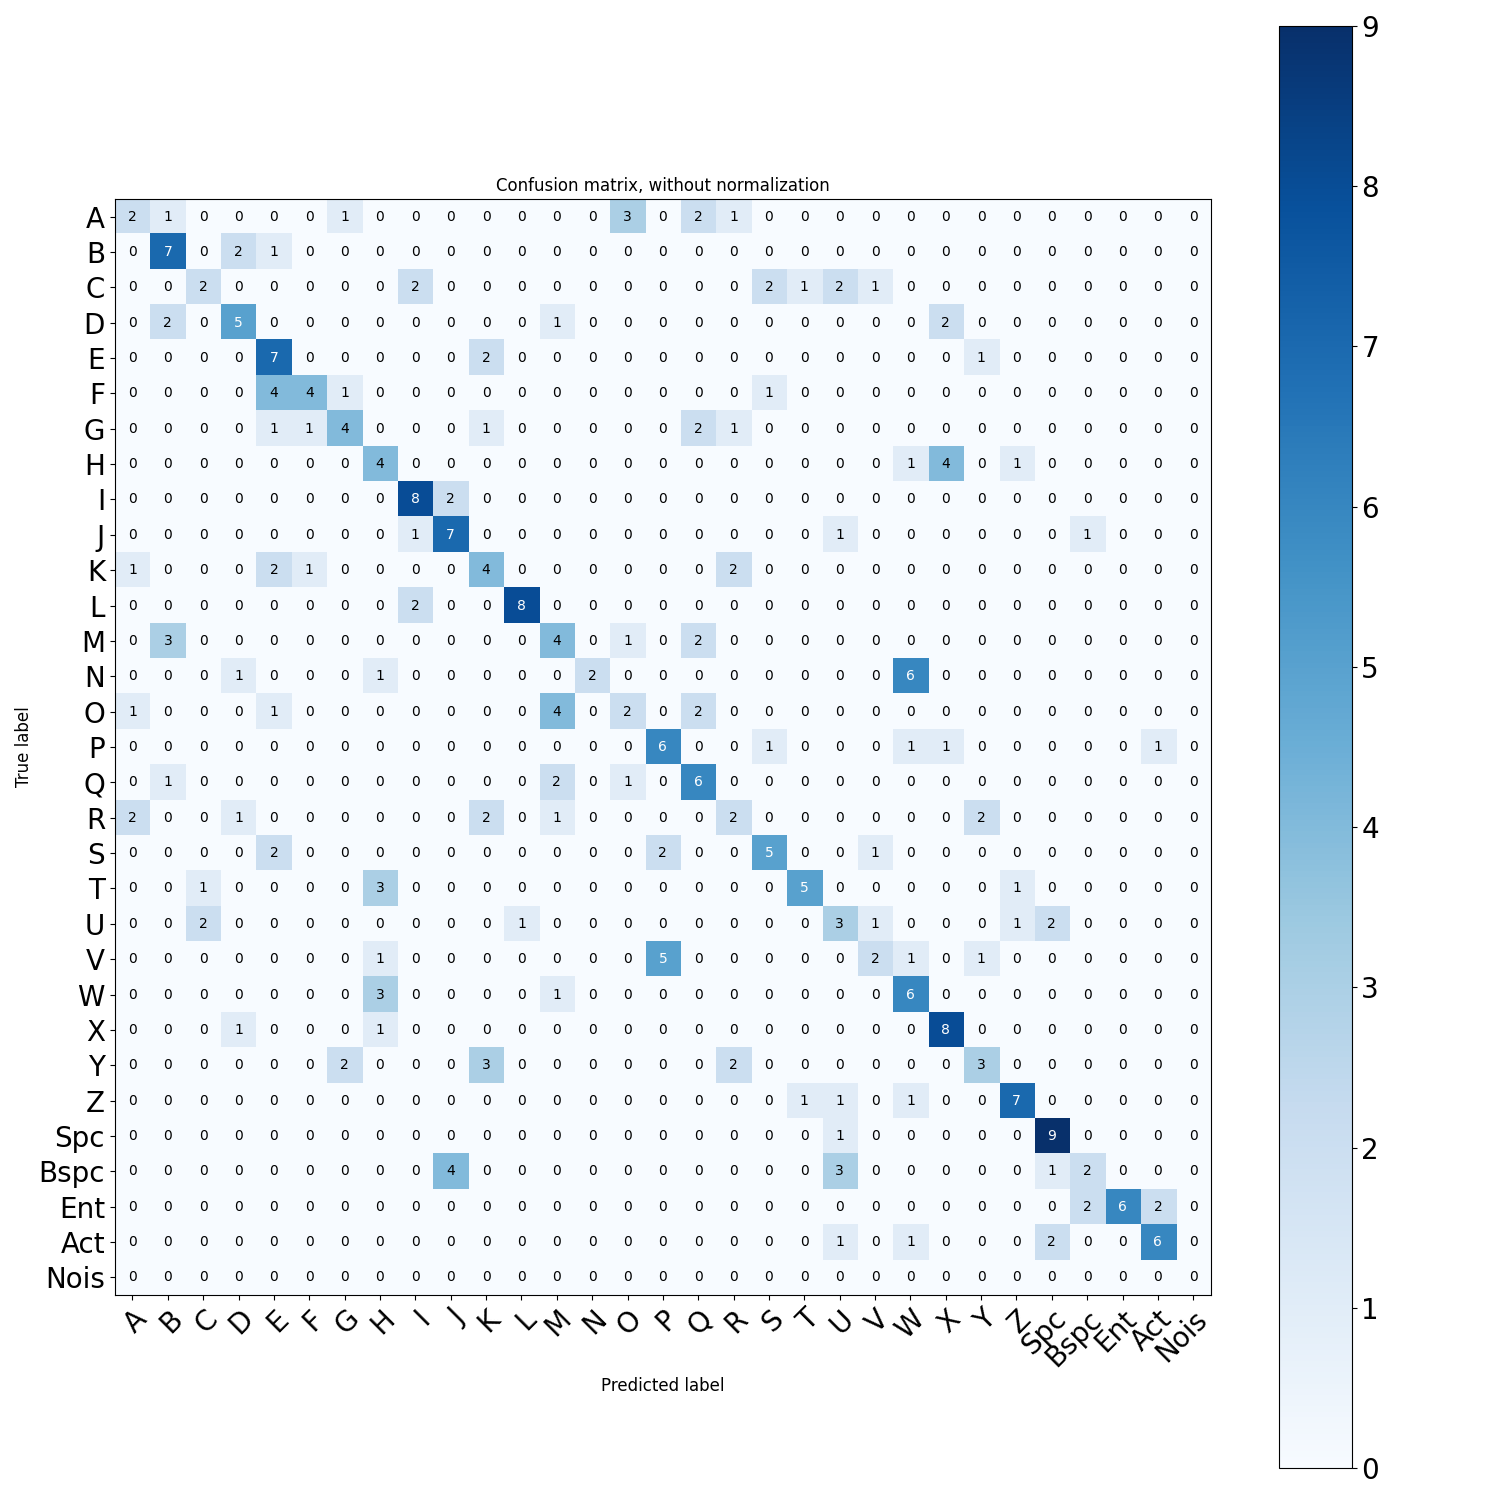 Confusion matrix, without normalization
A 2 1 0 0 0 0 1 0 0 0 0 0 0 0 3 0 2 1 0 0 0 0 0 0 0 0 0 0 0 0 0
B 0 7 0 2 1 0 0 0 0 0 0 0 0 0 0 0 0 0 0 0 0 0 0 0 0 0 0 0 0 0 0
C 0 0 2 0 0 0 0 0 2 0 0 0 0 0 0 0 0 0 2 1 2 1 0 0 0 0 0 0 0 0 0
D 0 2 0 5 0 0 0 0 0 0 0 0 1 0 0 0 0 0 0 0 0 0 0 2 0 0 0 0 0 0 0
E 0 0 0 0 7 0 0 0 0 0 2 0 0 0 0 0 0 0 0 0 0 0 0 0 1 0 0 0 0 0 0
F 0 0 0 0 4 4 1 0 0 0 0 0 0 0 0 0 0 0 1 0 0 0 0 0 0 0 0 0 0 0 0
G 0 0 0 0 1 1 4 0 0 0 1 0 0 0 0 0 2 1 0 0 0 0 0 0 0 0 0 0 0 0 0
H 0 0 0 0 0 0 0 4 0 0 0 0 0 0 0 0 0 0 0 0 0 0 1 4 0 1 0 0 0 0 0
I 0 0 0 0 0 0 0 0 8 2 0 0 0 0 0 0 0 0 0 0 0 0 0 0 0 0 0 0 0 0 0
J 0 0 0 0 0 0 0 0 1 7 0 0 0 0 0 0 0 0 0 0 1 0 0 0 0 0 0 1 0 0 0
K 1 0 0 0 2 1 0 0 0 0 4 0 0 0 0 0 0 2 0 0 0 0 0 0 0 0 0 0 0 0 0
L 0 0 0 0 0 0 0 0 2 0 0 8 0 0 0 0 0 0 0 0 0 0 0 0 0 0 0 0 0 0 0
M 0 3 0 0 0 0 0 0 0 0 0 0 4 0 1 0 2 0 0 0 0 0 0 0 0 0 0 0 0 0 0
N 0 0 0 1 0 0 0 1 0 0 0 0 0 2 0 0 0 0 0 0 0 0 6 0 0 0 0 0 0 0 0
O 1 0 0 0 1 0 0 0 0 0 0 0 4 0 2 0 2 0 0 0 0 0 0 0 0 0 0 0 0 0 0
P 0 0 0 0 0 0 0 0 0 0 0 0 0 0 0 6 0 0 1 0 0 0 1 1 0 0 0 0 0 1 0
Q 0 1 0 0 0 0 0 0 0 0 0 0 2 0 1 0 6 0 0 0 0 0 0 0 0 0 0 0 0 0 0
R 2 0 0 1 0 0 0 0 0 0 2 0 1 0 0 0 0 2 0 0 0 0 0 0 2 0 0 0 0 0 0
S 0 0 0 0 2 0 0 0 0 0 0 0 0 0 0 2 0 0 5 0 0 1 0 0 0 0 0 0 0 0 0
T 0 0 1 0 0 0 0 3 0 0 0 0 0 0 0 0 0 0 0 5 0 0 0 0 0 1 0 0 0 0 0
U 0 0 2 0 0 0 0 0 0 0 0 1 0 0 0 0 0 0 0 0 3 1 0 0 0 1 2 0 0 0 0
V 0 0 0 0 0 0 0 1 0 0 0 0 0 0 0 5 0 0 0 0 0 2 1 0 1 0 0 0 0 0 0
W 0 0 0 0 0 0 0 3 0 0 0 0 1 0 0 0 0 0 0 0 0 0 6 0 0 0 0 0 0 0 0
X 0 0 0 1 0 0 0 1 0 0 0 0 0 0 0 0 0 0 0 0 0 0 0 8 0 0 0 0 0 0 0
Y 0 0 0 0 0 0 2 0 0 0 3 0 0 0 0 0 0 2 0 0 0 0 0 0 3 0 0 0 0 0 0
Z 0 0 0 0 0 0 0 0 0 0 0 0 0 0 0 0 0 0 0 1 1 0 1 0 0 7 0 0 0 0 0
Spc 0 0 0 0 0 0 0 0 0 0 0 0 0 0 0 0 0 0 0 0 1 0 0 0 0 0 9 0 0 0 0
Bspc 0 0 0 0 0 0 0 0 0 4 0 0 0 0 0 0 0 0 0 0 3 0 0 0 0 0 1 2 0 0 0
Ent 0 0 0 0 0 0 0 0 0 0 0 0 0 0 0 0 0 0 0 0 0 0 0 0 0 0 0 2 6 2 0
Act 0 0 0 0 0 0 0 0 0 0 0 0 0 0 0 0 0 0 0 0 1 0 1 0 0 0 2 0 0 6 0
Nois 0 0 0 0 0 0 0 0 0 0 0 0 0 0 0 0 0 0 0 0 0 0 0 0 0 0 0 0 0 0 0
A B C D E F G H I J K L M N O P Q R S T U V W X Y Z Spc Bspc Ent Act Nois
Predicted label
True label
9
8
7
6
5
4
3
2
1
0